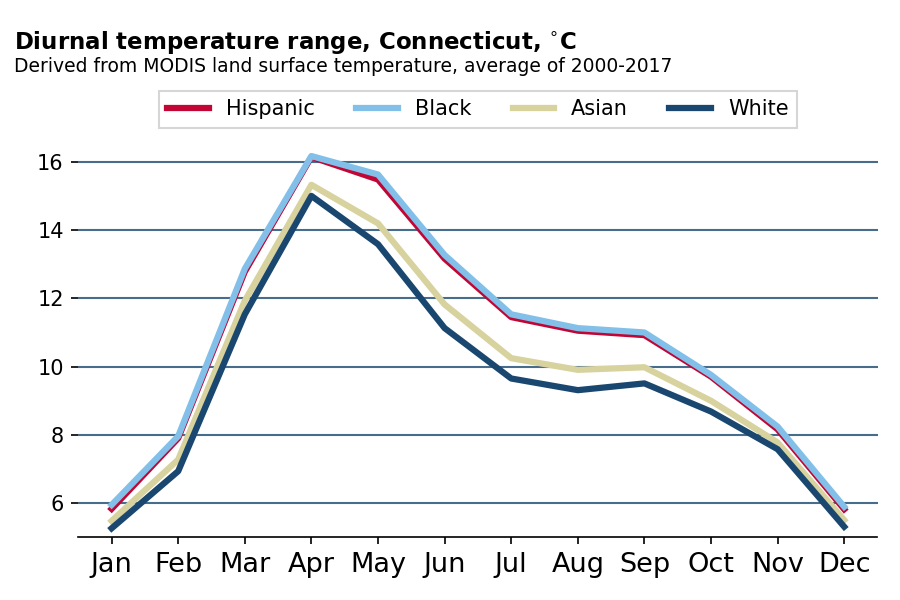 Diurnal temperature range, Connecticut, °C
Derived from MODIS land surface temperature, average of 2000-2017
Hispanic Black Asian White
16
14
12
10
8
6
Jan Feb Mar Apr May Jun Jul Aug Sep Oct Nov Dec